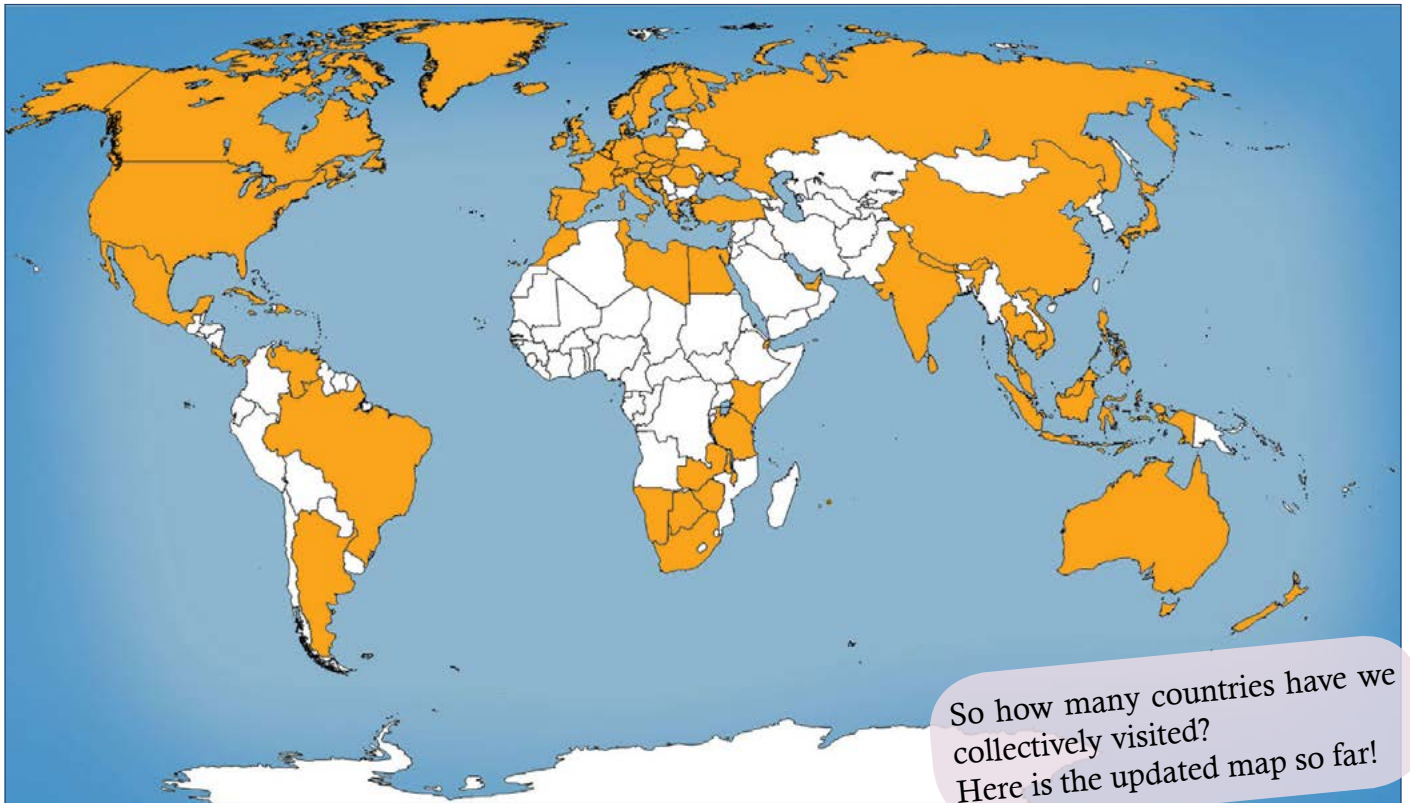 So how many countries have we
collectively visited?
Here is the updated map so far!